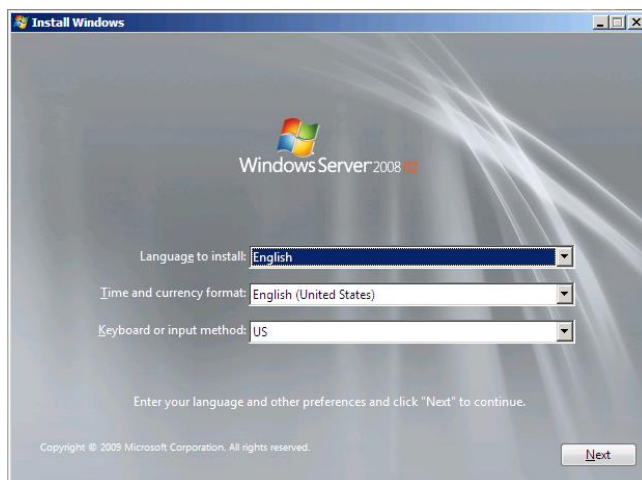 Install Windows
Windows Server 2008 R2
Language to install: English
Time and currency format: English (United States)
Keyboard or input method: US
Enter your language and other preferences and click "Next" to continue.
Copyright © 2009 Microsoft Corporation. All rights reserved.
Next